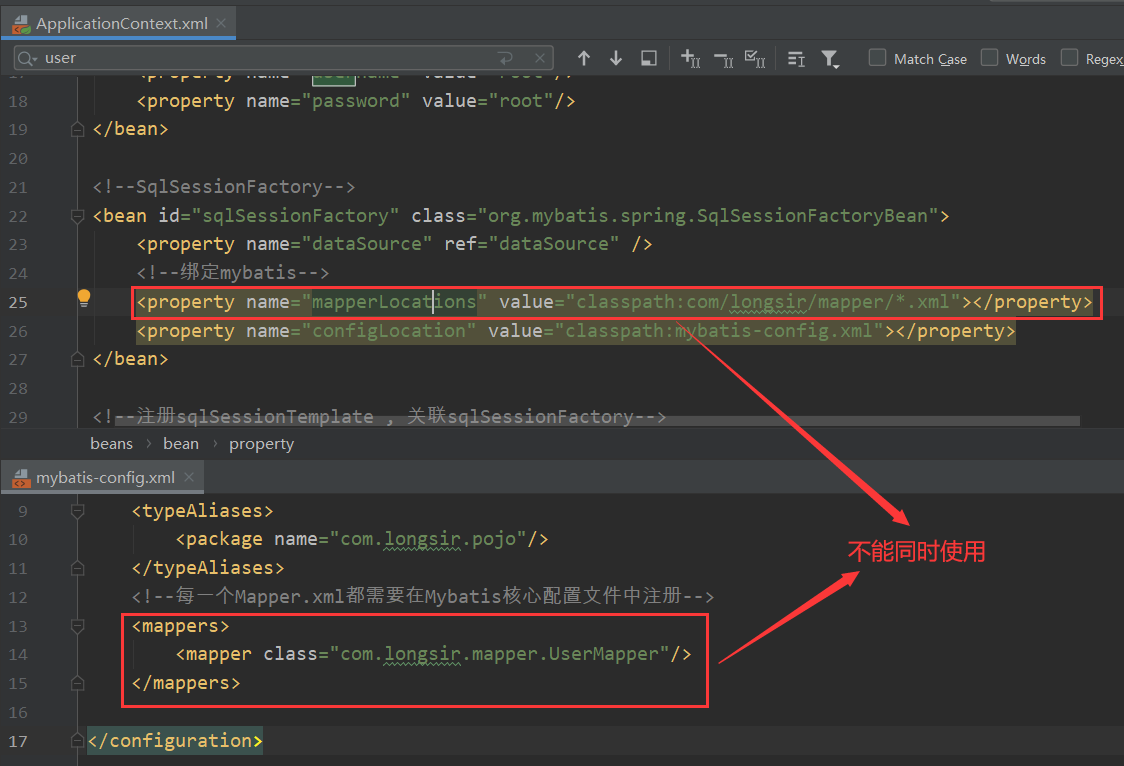 ApplicationContext.xml
user
Match Case
Words
Regex
18 <property name="password" value="root"/>
19 </bean>
20
21 <!--SqlSessionFactory-->
22 <bean id="sqlSessionFactory" class="org.mybatis.spring.SqlSessionFactoryBean">
23 <property name="dataSource" ref="dataSource" />
24 <!--绑定mybatis-->
25 <property name="mapperLocations" value="classpath:com/longsir/mapper/*.xml"></property>
26 <property name="configLocation" value="classpath:mybatis-config.xml"></property>
27 </bean>
28
29 <!--注册sqlSessionTemplate , 关联sqlSessionFactory-->
beans › bean › property
mybatis-config.xml
9 <typeAliases>
10 <package name="com.longsir.pojo"/>
不能同时使用
11 </typeAliases>
12 <!--每一个Mapper.xml都需要在Mybatis核心配置文件中注册-->
13 <mappers>
14 <mapper class="com.longsir.mapper.UserMapper"/>
15 </mappers>
16
17 </configuration>